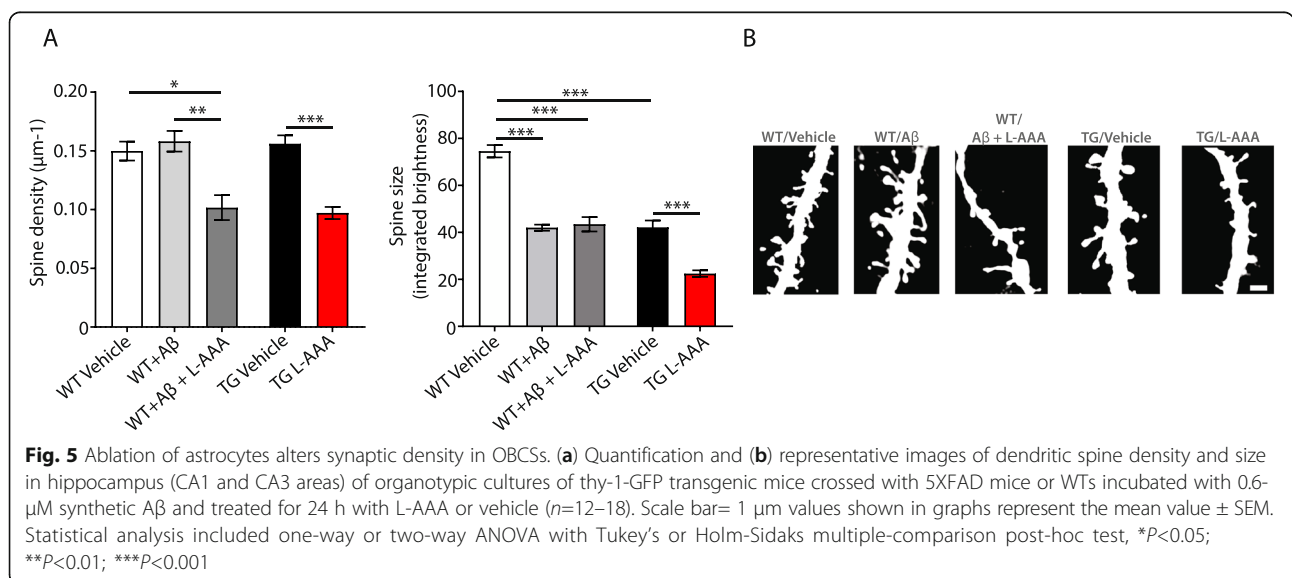 A
B
0.20
0.15
0.10
0.05
0
Spine density (µm-1)
*
**
***
WT Vehicle
WT+Aβ
WT+Aβ + L-AAA
TG Vehicle
TG L-AAA
100
80
60
40
20
0
Spine size
(integrated brightness)
***
***
***
***
WT Vehicle
WT+Aβ
WT+Aβ + L-AAA
TG Vehicle
TG L-AAA
WT/Vehicle
WT/Aβ
WT/
Aβ + L-AAA
TG/Vehicle
TG/L-AAA
Fig. 5 Ablation of astrocytes alters synaptic density in OBCSs. (a) Quantification and (b) representative images of dendritic spine density and size
in hippocampus (CA1 and CA3 areas) of organotypic cultures of thy-1-GFP transgenic mice crossed with 5XFAD mice or WTs incubated with 0.6-
µM synthetic Aβ and treated for 24 h with L-AAA or vehicle (n=12–18). Scale bar= 1 µm values shown in graphs represent the mean value ± SEM.
Statistical analysis included one-way or two-way ANOVA with Tukey's or Holm-Sidaks multiple-comparison post-hoc test, *P<0.05;
**P<0.01; ***P<0.001